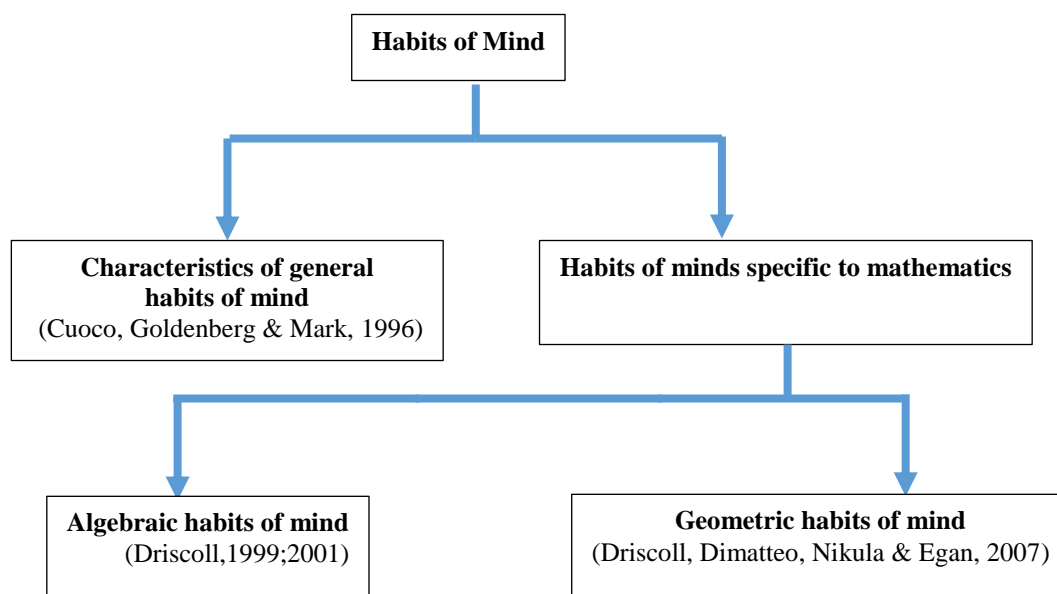 Habits of Mind
Characteristics of general
habits of mind
(Cuoco, Goldenberg & Mark, 1996)
Habits of minds specific to mathematics
Algebraic habits of mind
(Driscoll,1999;2001)
Geometric habits of mind
(Driscoll, Dimatteo, Nikula & Egan, 2007)